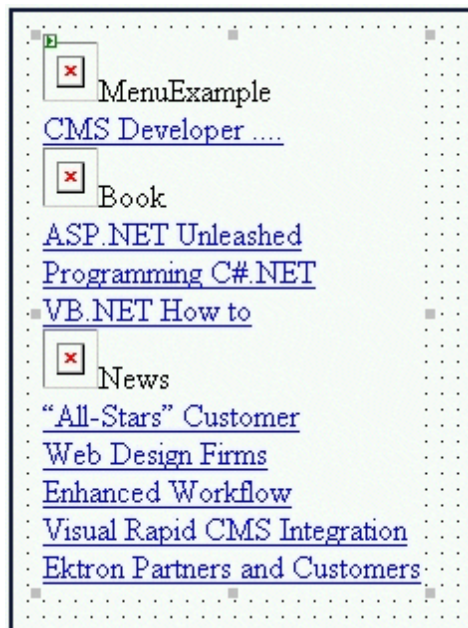 MenuExample
CMS Developer ....
Book
ASP.NET Unleashed
Programming C#.NET
VB.NET How to
News
“All-Stars” Customer
Web Design Firms
Enhanced Workflow
Visual Rapid CMS Integration
Ektron Partners and Customers